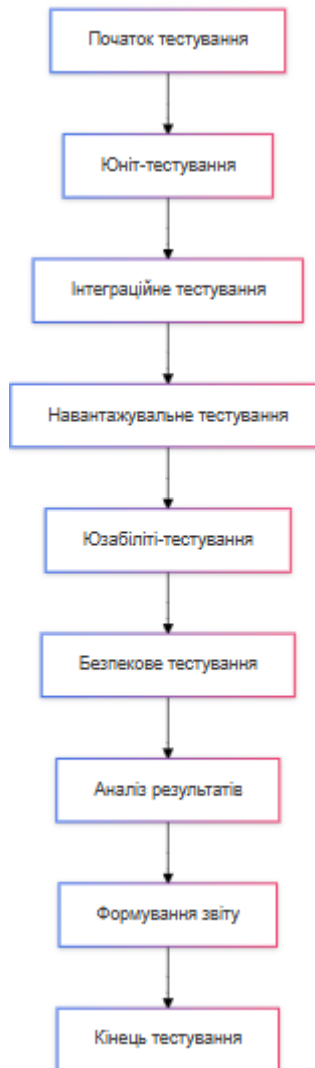 Початок тестування
Юніт-тестування
Інтеграційне тестування
Навантажувальне тестування
Юзабіліті-тестування
Безпекове тестування
Аналіз результатів
Формування звіту
Кінець тестування